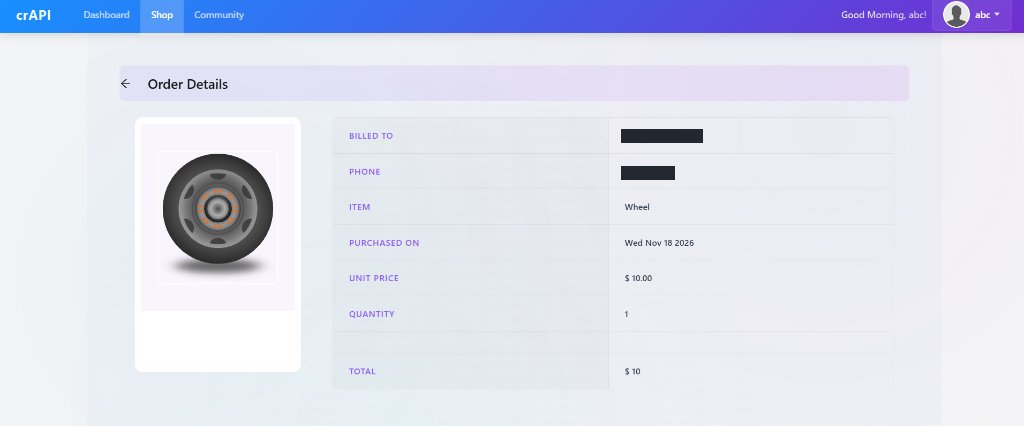 crAPI Dashboard Shop Community Good Morning, abc! abc
Order Details
BILLED TO
PHONE
ITEM Wheel
PURCHASED ON Wed Nov 18 2026
UNIT PRICE $ 10.00
QUANTITY 1
TOTAL $ 10